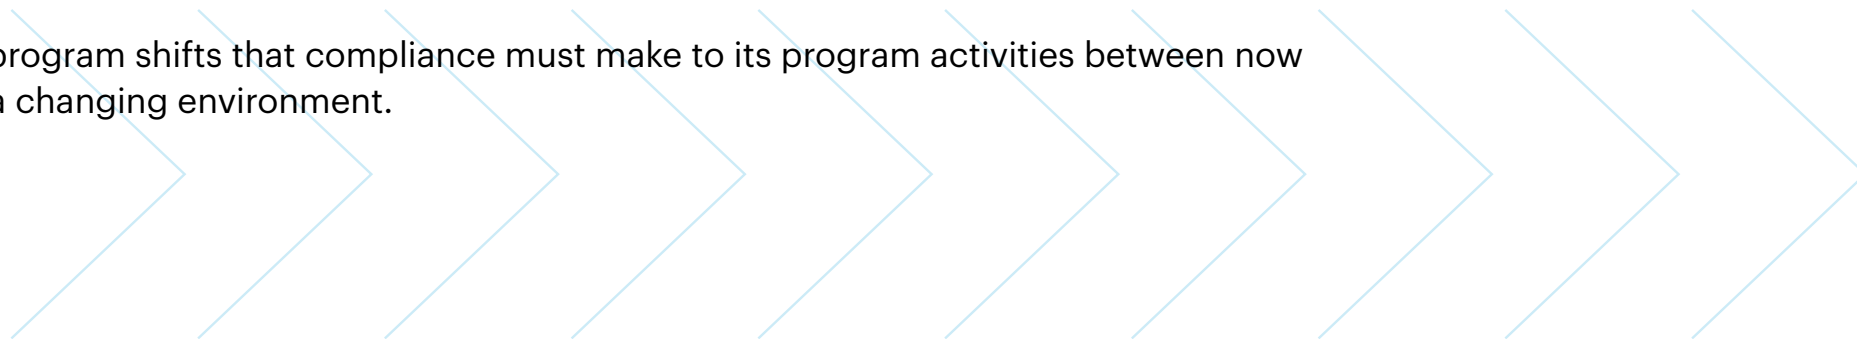 program shifts that compliance must make to its program activities between now
a changing environment.